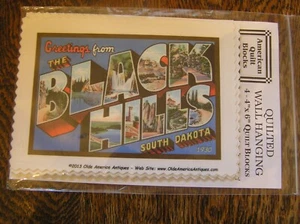 Greetings from
THE
BLACK
HILLS
SOUTH DAKOTA
©2013 Olde America Antiques - Web Site: www.OldeAmericaAntiques.com
American
Quilt
Blocks
QUILTED
WALL HANGING
4 - 4" x 6" QUILT BLOCKS